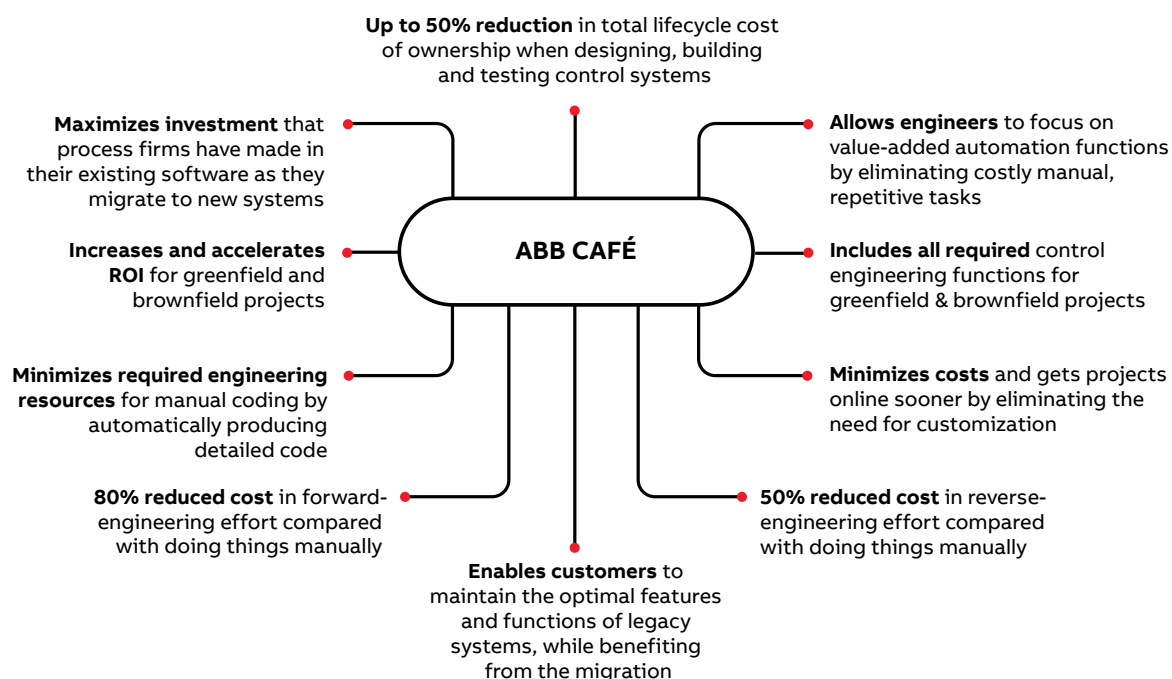 Up to 50% reduction in total lifecycle cost
of ownership when designing, building
and testing control systems
Maximizes investment that
process firms have made in
their existing software as they
migrate to new systems
Allows engineers to focus on
value-added automation functions
by eliminating costly manual,
repetitive tasks
ABB CAFÉ
Increases and accelerates
ROI for greenfield and
brownfield projects
Includes all required control
engineering functions for
greenfield & brownfield projects
Minimizes required engineering
resources for manual coding by
automatically producing
detailed code
Minimizes costs and gets projects
online sooner by eliminating the
need for customization
80% reduced cost in forward-
engineering effort compared
with doing things manually
50% reduced cost in reverse-
engineering effort compared
with doing things manually
Enables customers to
maintain the optimal features
and functions of legacy
systems, while benefiting
from the migration